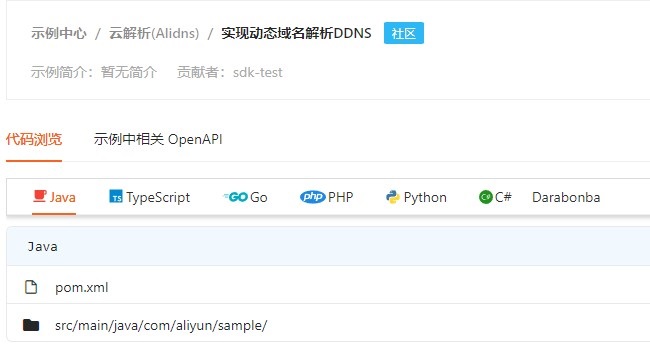 示例中心 / 云解析(Alidns) / 实现动态域名解析DDNS 社区
示例简介：暂无简介 贡献者：sdk-test
代码浏览 示例中相关 OpenAPI
Java TS TypeScript GO Go php PHP Python C# C# Darabonba
Java
pom.xml
src/main/java/com/aliyun/sample/